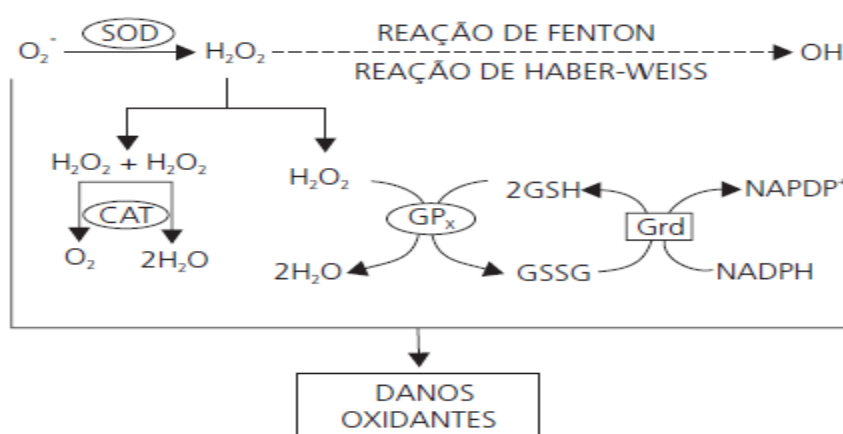 O₂⁻ SOD H₂O₂ REAÇÃO DE FENTON OH
REAÇÃO DE HABER-WEISS
H₂O₂ + H₂O₂
CAT
O₂ 2H₂O
H₂O₂ 2GSH NAPDP⁺
GPₓ Grd
2H₂O GSSG NADPH
DANOS
OXIDANTES